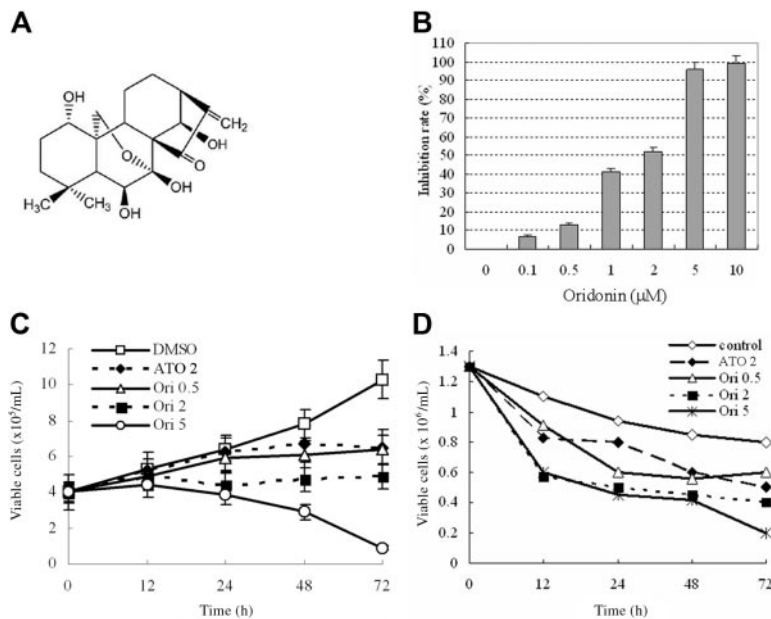 A
OH
CH₂
OH
O
O
OH
H₃C
CH₃
OH
B
Inhibition rate (%)
110
100
90
80
70
60
50
40
30
20
10
0
0 0.1 0.5 1 2 5 10
Oridonin (μM)
C
DMSO
ATO 2
Ori 0.5
Ori 2
Ori 5
Viable cells (x10⁵/mL)
12
10
8
6
4
2
0
0 12 24 48 72
Time (h)
D
control
ATO 2
Ori 0.5
Ori 2
Ori 5
Viable cells (x 10⁶/mL)
1.4
1.2
1
0.8
0.6
0.4
0.2
0
0 12 24 48 72
Time (h)